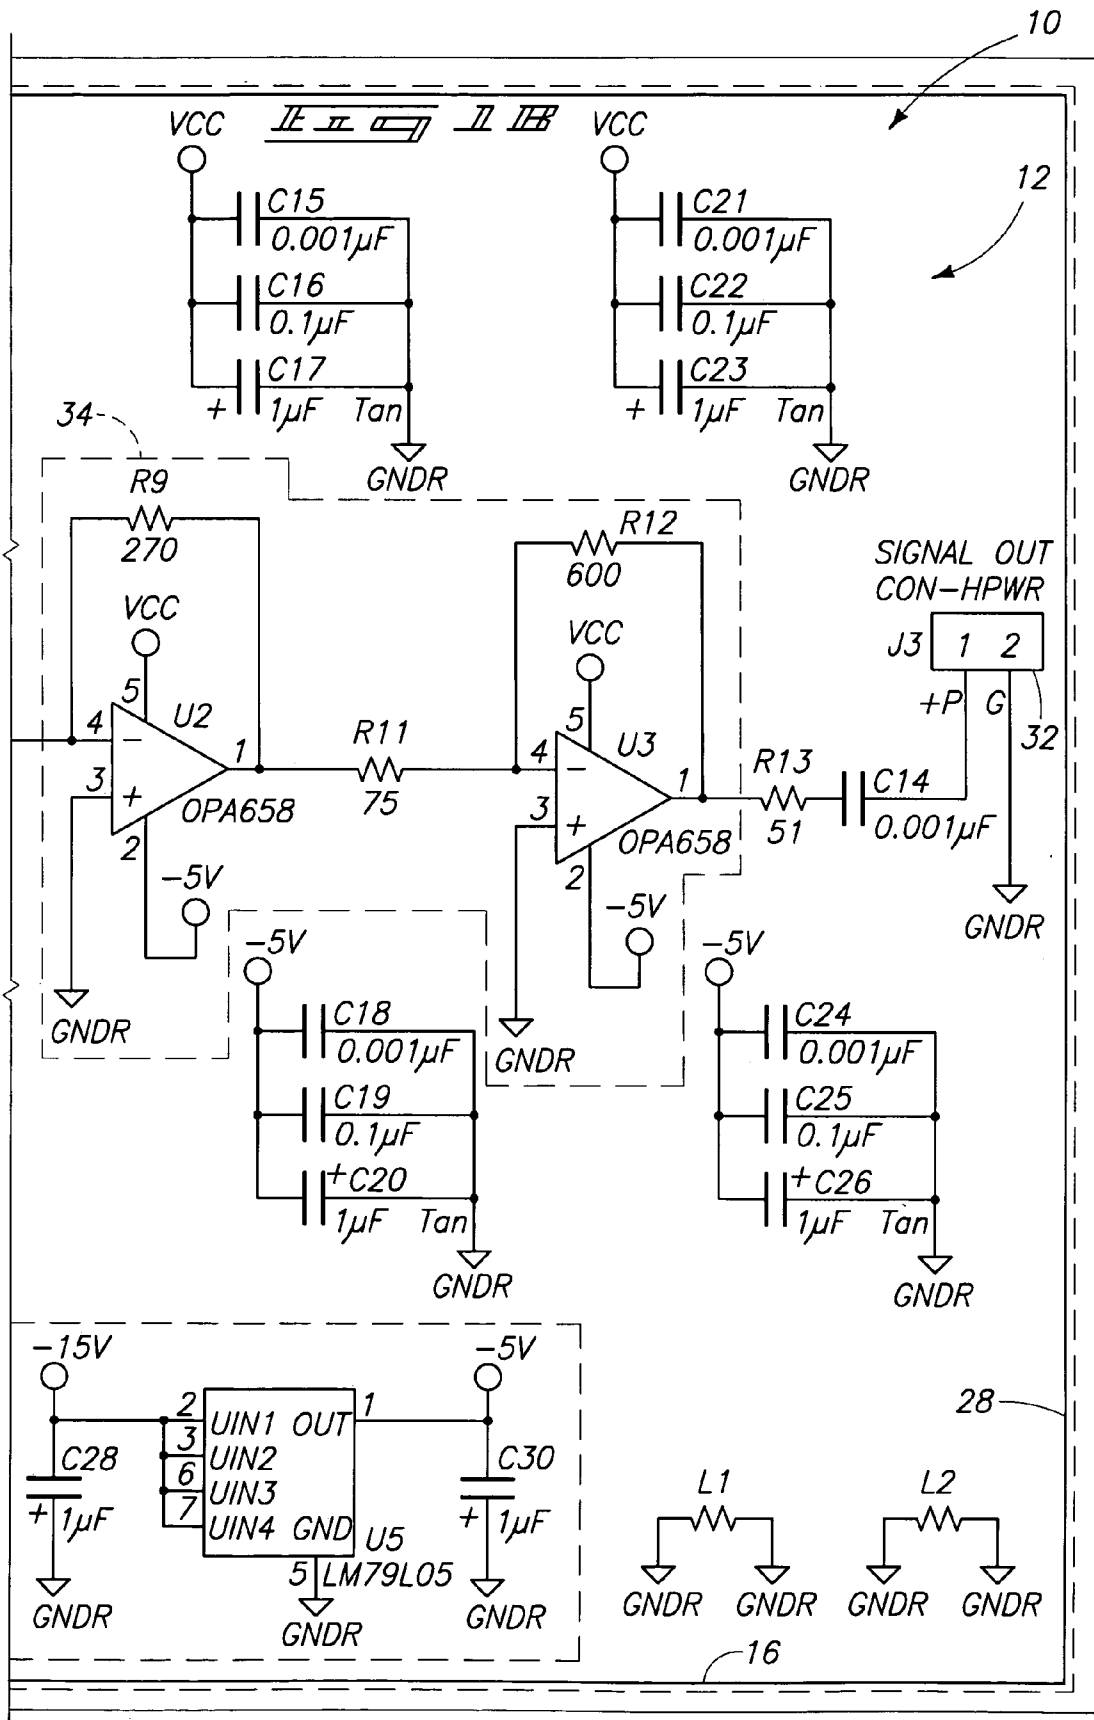 10
Fig 1B
12
VCC
C15
0.001µF
C16
0.1µF
C17
+ 1µF Tan
GNDR
VCC
C21
0.001µF
C22
0.1µF
C23
+ 1µF Tan
GNDR
34
R9
270
VCC
5
4
−
U2
3
+
1
OPA658
2
−5V
GNDR
R11
75
R12
600
VCC
5
4
−
U3
3
+
1
OPA658
2
−5V
GNDR
R13
51
C14
0.001µF
SIGNAL OUT
CON−HPWR
J3 1 2
+P G
32
GNDR
−5V
C18
0.001µF
C19
0.1µF
+C20
1µF Tan
GNDR
−5V
C24
0.001µF
C25
0.1µF
+C26
1µF Tan
GNDR
−15V
C28
+ 1µF
GNDR
2 UIN1 OUT 1
3 UIN2
6 UIN3
7 UIN4 GND
U5
5 LM79L05
GNDR
−5V
C30
+ 1µF
GNDR
L1
GNDR GNDR
L2
GNDR GNDR
28
16